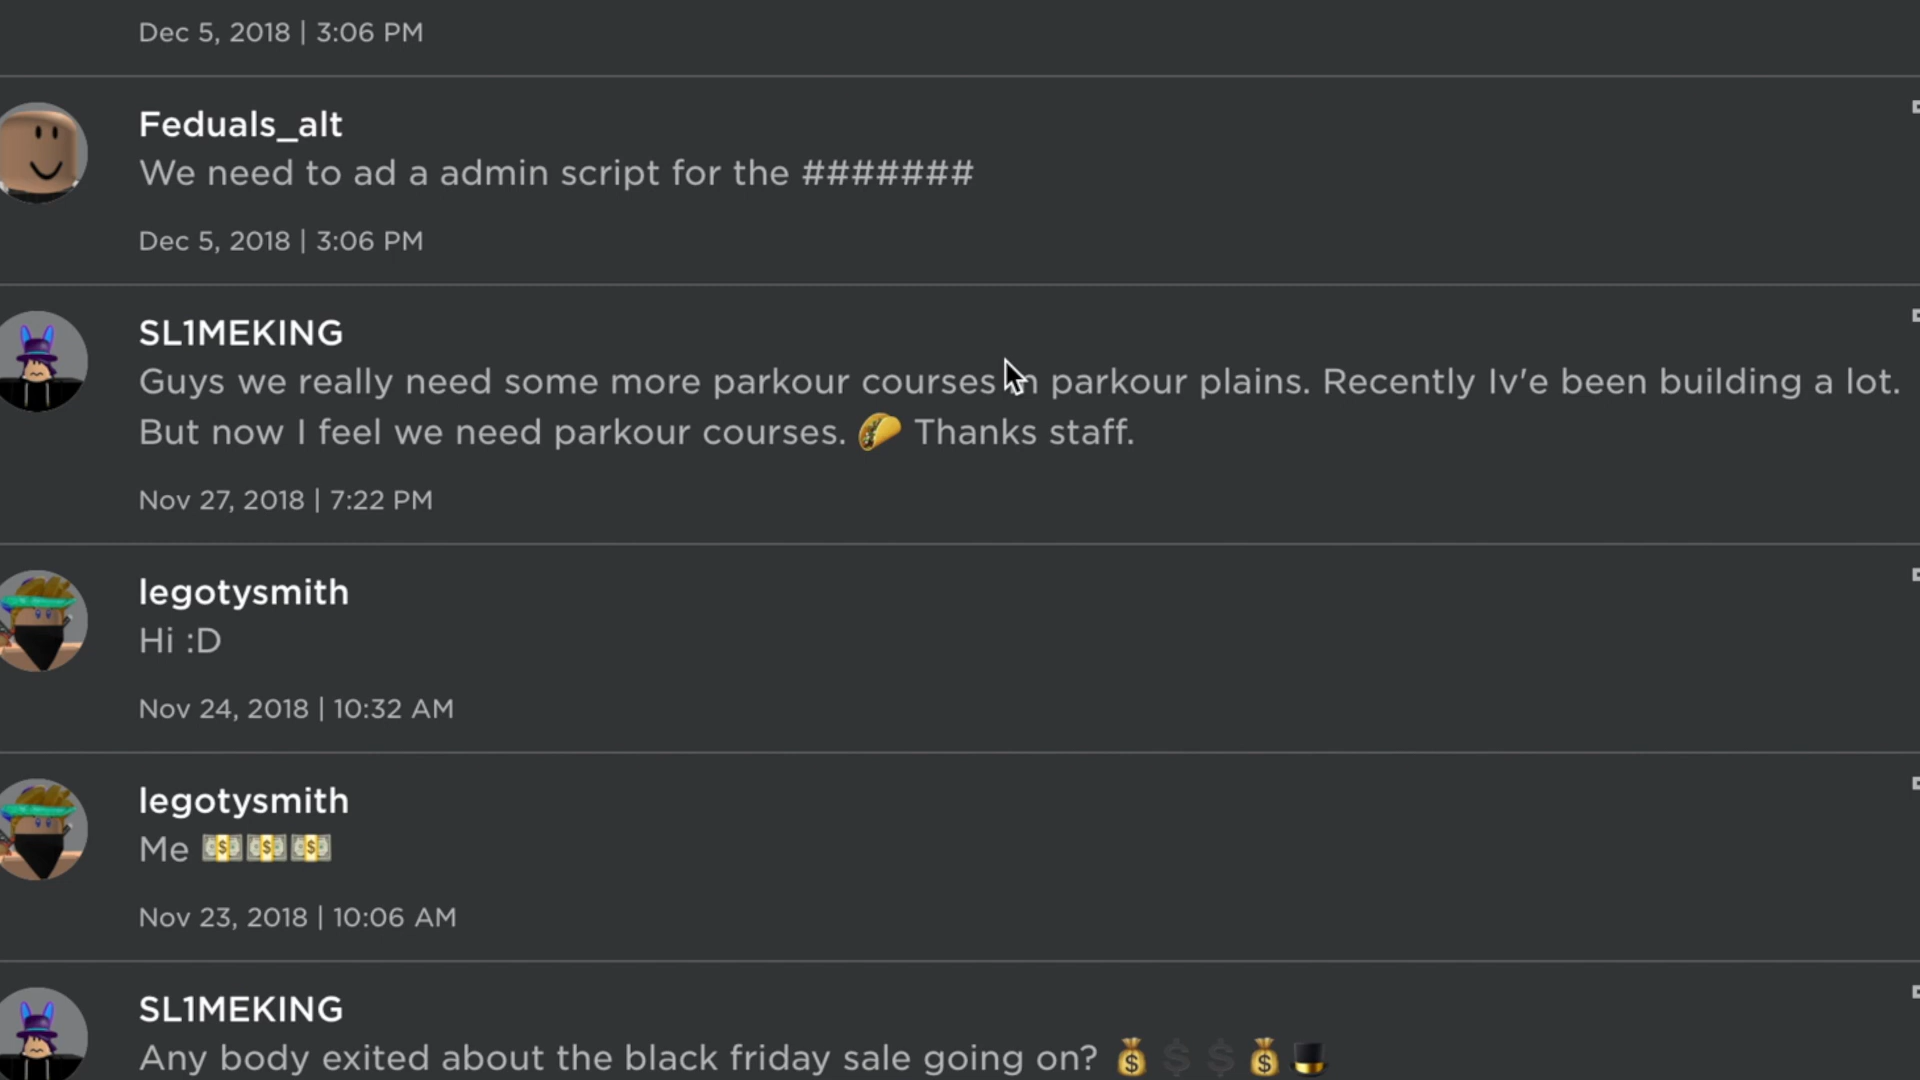 Dec 5, 2018 | 3:06 PM
Feduals_alt
We need to ad a admin script for the #######
Dec 5, 2018 | 3:06 PM
SL1MEKING
Guys we really need some more parkour courses parkour plains. Recently Iv'e been building a lot.
But now I feel we need parkour courses. 🌮 Thanks staff.
Nov 27, 2018 | 7:22 PM
legotysmith
Hi :D
Nov 24, 2018 | 10:32 AM
legotysmith
Me 💵💵💵
Nov 23, 2018 | 10:06 AM
SL1MEKING
Any body exited about the black friday sale going on? 💰💲💲💰🎩